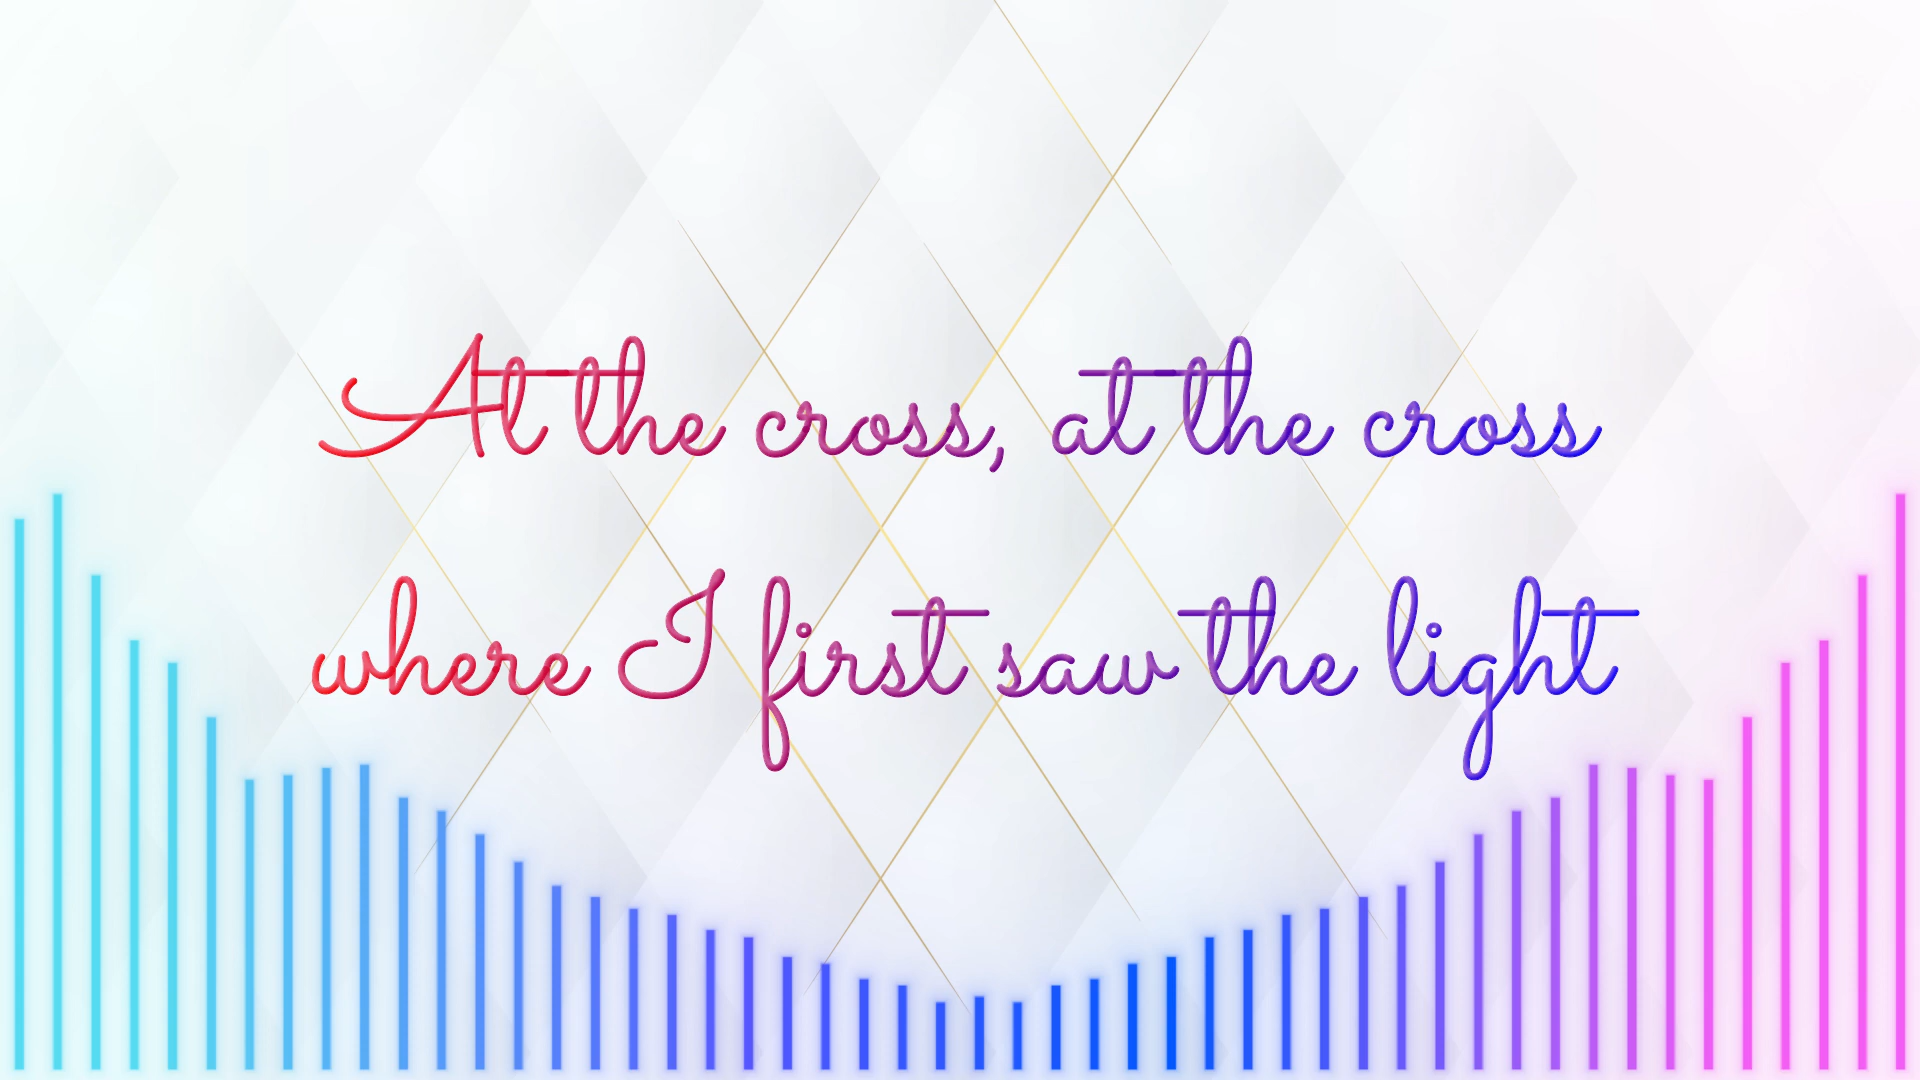 At the cross, at the cross
where I first saw the light